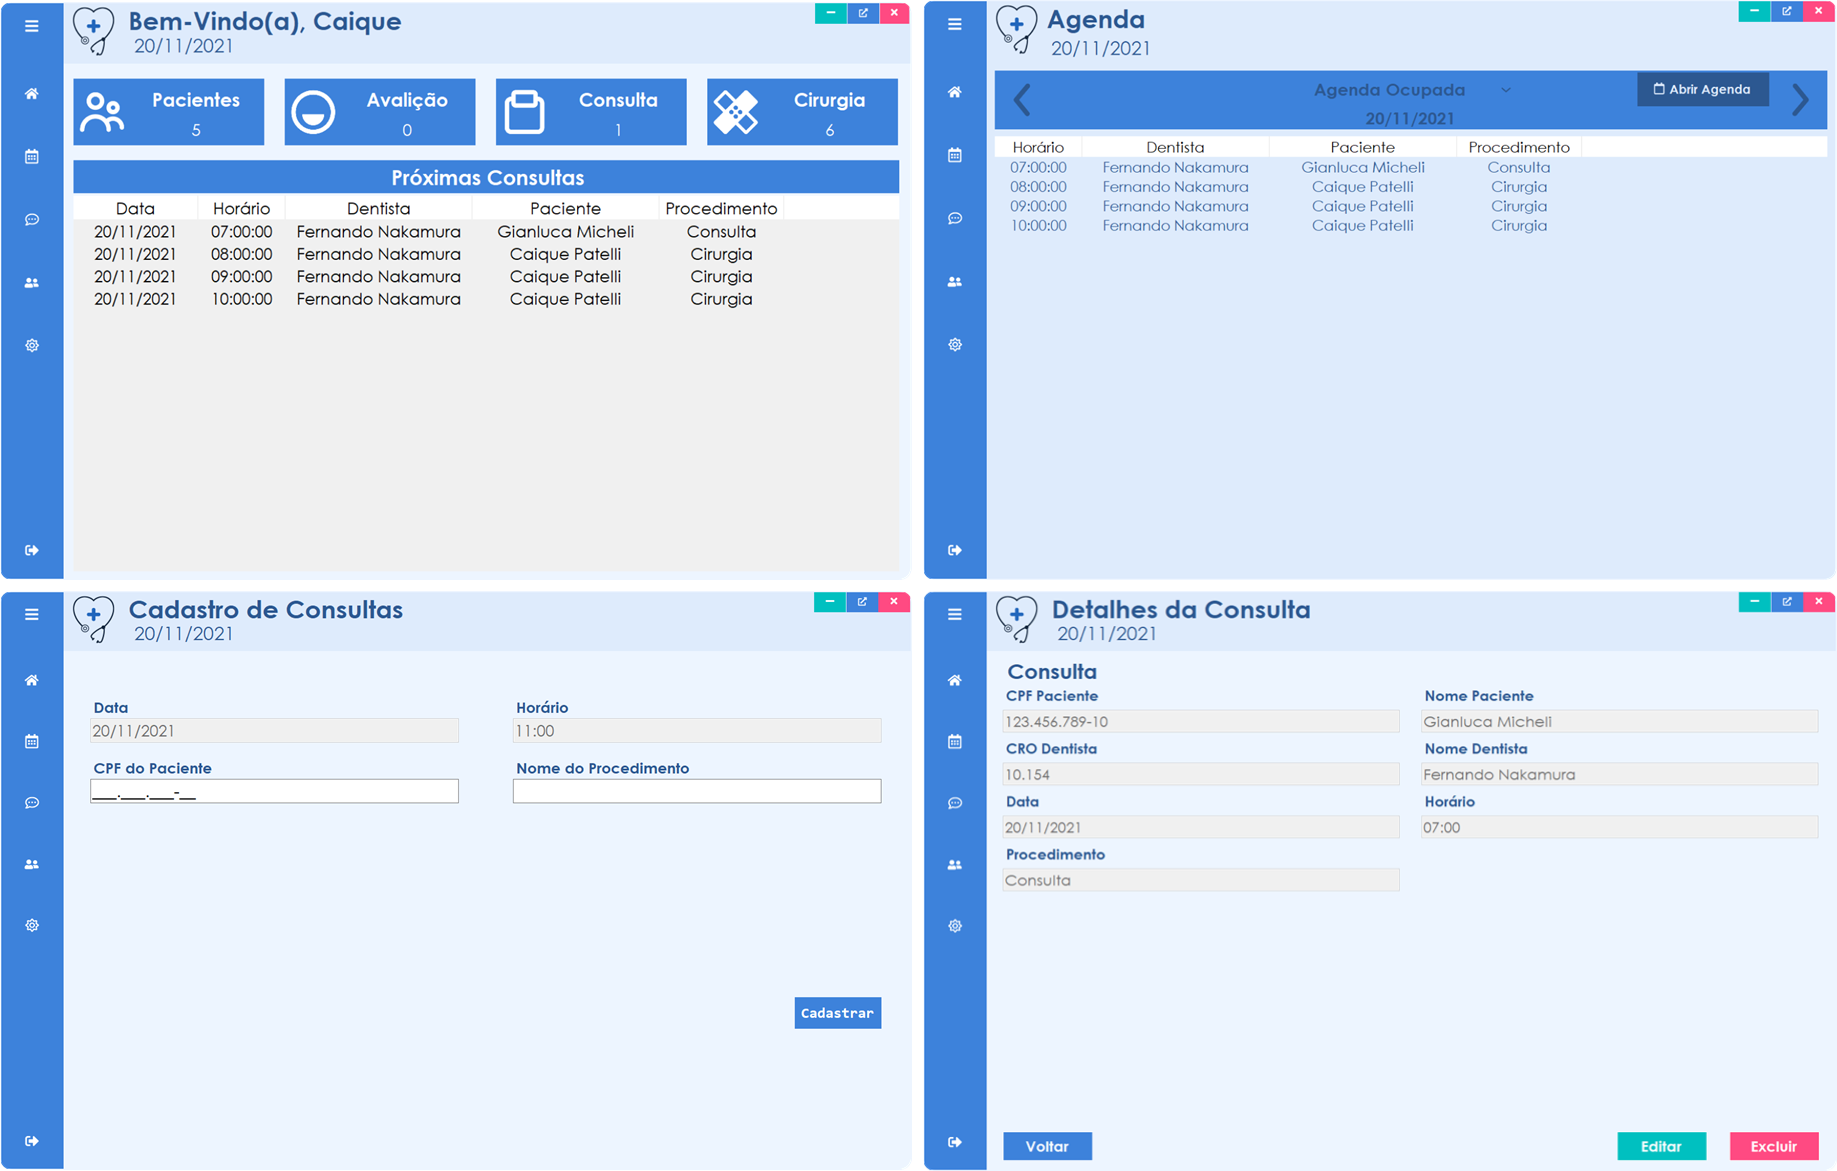 Bem-Vindo(a), Caique
20/11/2021
Pacientes
5
Avalição
0
Consulta
1
Cirurgia
6
Próximas Consultas
Data Horário Dentista Paciente Procedimento
20/11/2021 07:00:00 Fernando Nakamura Gianluca Micheli Consulta
20/11/2021 08:00:00 Fernando Nakamura Caique Patelli Cirurgia
20/11/2021 09:00:00 Fernando Nakamura Caique Patelli Cirurgia
20/11/2021 10:00:00 Fernando Nakamura Caique Patelli Cirurgia
Agenda
20/11/2021
Agenda Ocupada
Abrir Agenda
20/11/2021
Horário Dentista Paciente Procedimento
07:00:00 Fernando Nakamura Gianluca Micheli Consulta
08:00:00 Fernando Nakamura Caique Patelli Cirurgia
09:00:00 Fernando Nakamura Caique Patelli Cirurgia
10:00:00 Fernando Nakamura Caique Patelli Cirurgia
Cadastro de Consultas
20/11/2021
Data Horário
20/11/2021 11:00
CPF do Paciente Nome do Procedimento
___.___.___-__
Cadastrar
Detalhes da Consulta
20/11/2021
Consulta
CPF Paciente Nome Paciente
123.456.789-10 Gianluca Micheli
CRO Dentista Nome Dentista
10.154 Fernando Nakamura
Data Horário
20/11/2021 07:00
Procedimento
Consulta
Voltar Editar Excluir